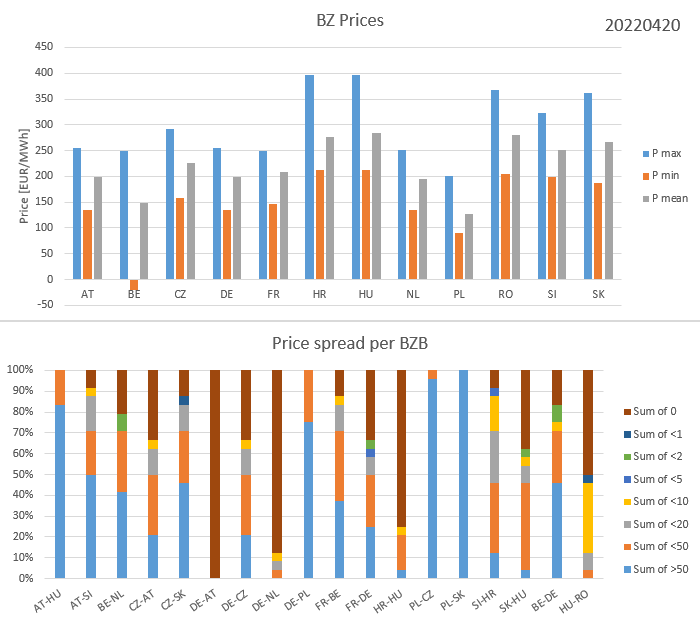 BZ Prices
20220420
Price [EUR/MWh]
450
400
350
300
250
200
150
100
50
0
-50
AT BE CZ DE FR HR HU NL PL RO SI SK
P max
P min
P mean
Price spread per BZB
100%
90%
80%
70%
60%
50%
40%
30%
20%
10%
0%
AT-HU AT-SI BE-NL CZ-AT CZ-SK DE-AT DE-CZ DE-NL DE-PL FR-BE FR-DE HR-HU PL-CZ PL-SK SI-HR SK-HU BE-DE HU-RO
Sum of 0
Sum of <1
Sum of <2
Sum of <5
Sum of <10
Sum of <20
Sum of <50
Sum of >50